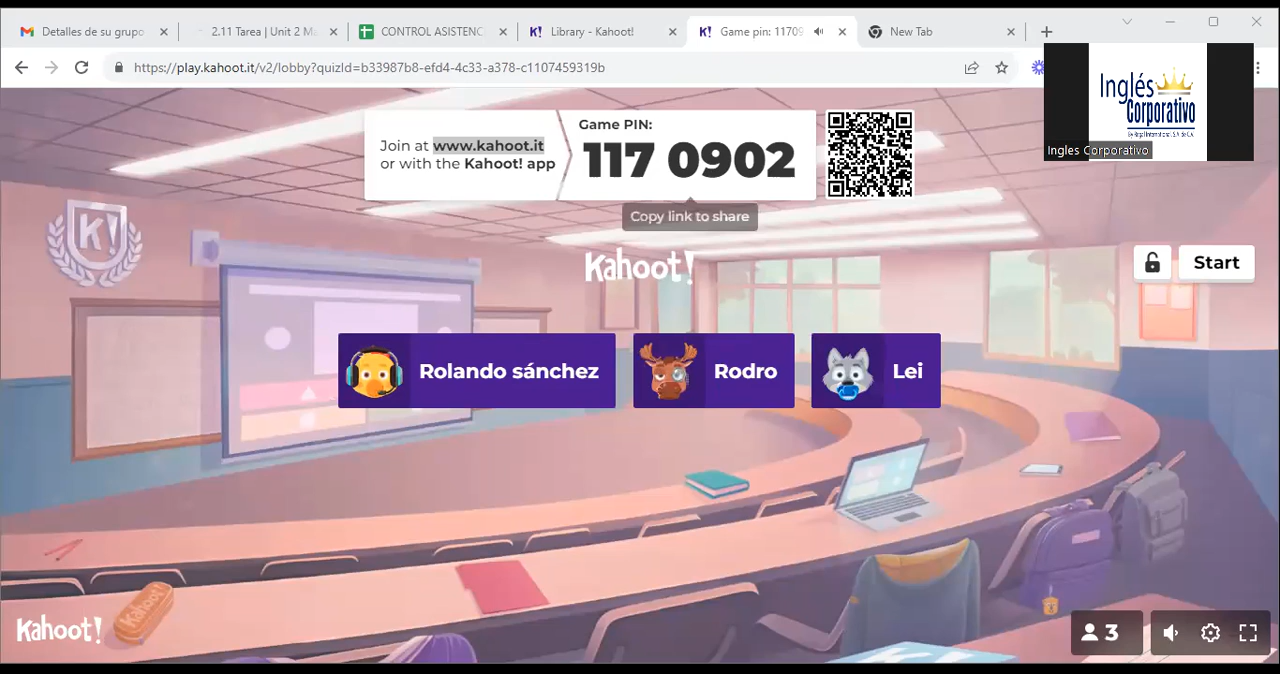 Detalles de su grupo
2.11 Tarea | Unit 2 M
CONTROL ASISTENC
K! Library - Kahoot!
K! Game pin: 11709
New Tab
https://play.kahoot.it/v2/lobby?quizId=b33987b8-efd4-4c33-a378-c1107459319b
Join at www.kahoot.it
or with the Kahoot! app
Game PIN:
117 0902
Copy link to share
Inglés
Corporativo
Ingles Corporativo
K!
Kahoot!
Start
Rolando sánchez
Rodro
Lei
Kahoot!
Kahoot!
3